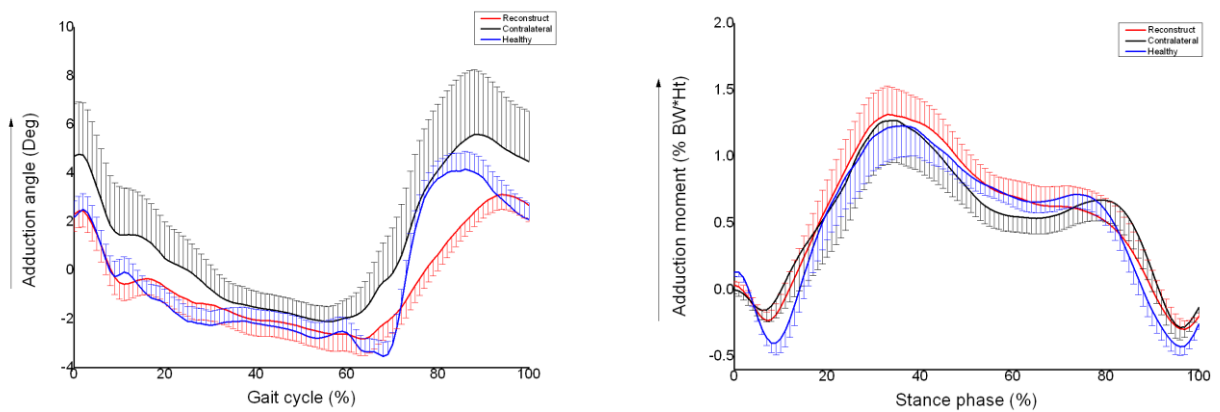 10
8
6
4
2
0
-2
-4
0
20
40
60
80
100
Adduction angle (Deg)
Gait cycle (%)
Reconstruct
Contralateral
Healthy
2.0
1.5
1.0
0.5
0.0
-0.5
0
20
40
60
80
100
Adduction moment (% BW*Ht)
Stance phase (%)
Reconstruct
Contralateral
Healthy